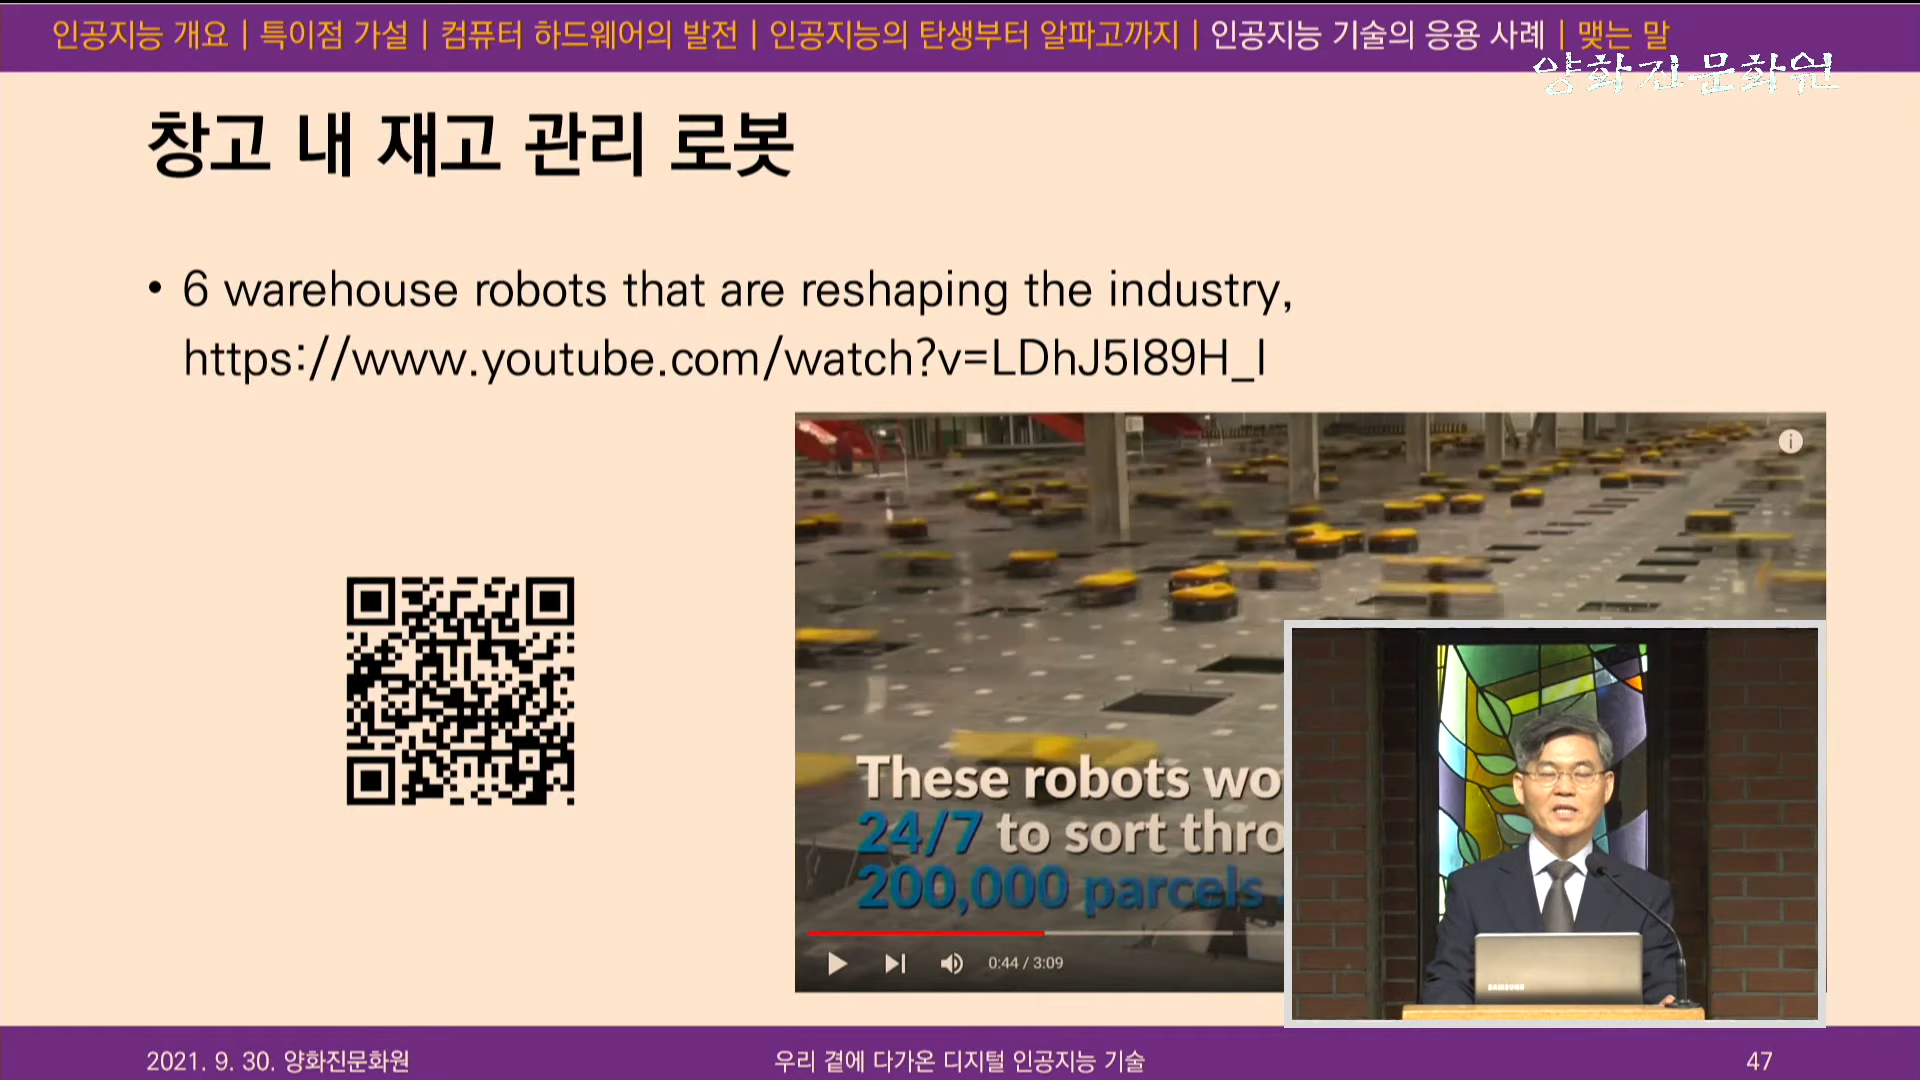 인공지능 개요 | 특이점 가설 | 컴퓨터 하드웨어의 발전 | 인공지능의 탄생부터 알파고까지 | 인공지능 기술의 응용 사례 | 맺는 말
양화진문화원
창고 내 재고 관리 로봇
• 6 warehouse robots that are reshaping the industry,
https://www.youtube.com/watch?v=LDhJ5I89H_I
These robots wo
24/7 to sort thro
200,000 parcels
0:44 / 3:09
SAMSUNG
2021. 9. 30. 양화진문화원
우리 곁에 다가온 디지털 인공지능 기술
47